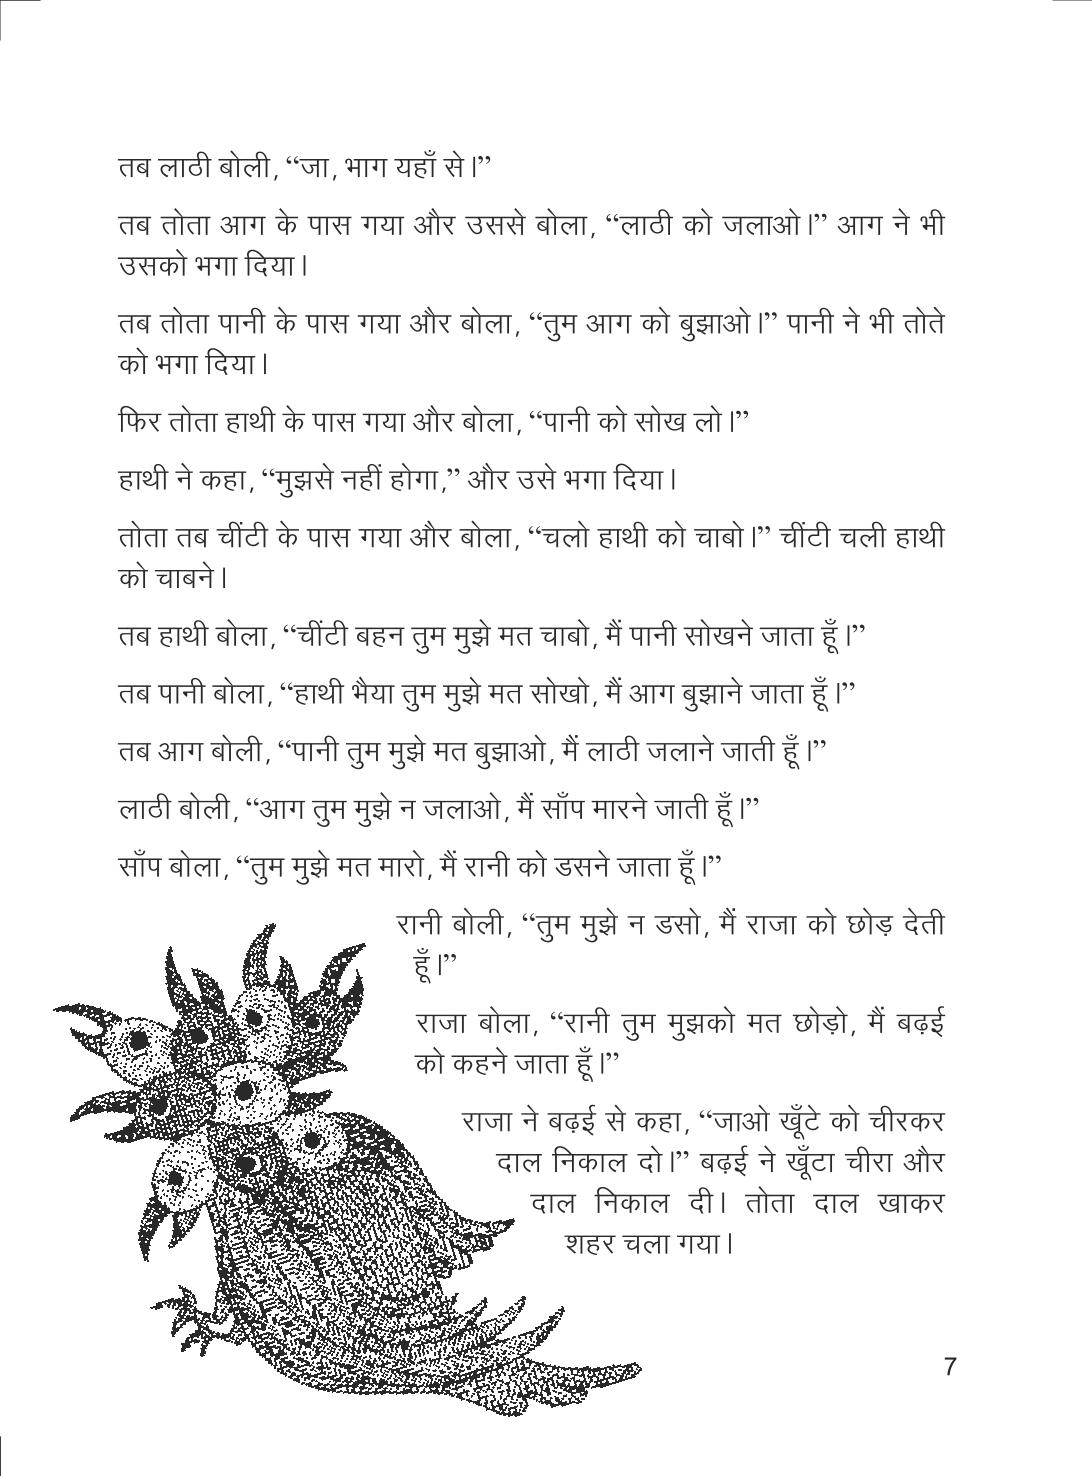 तब लाठी बोली, “जा, भाग यहाँ से।”
तब तोता आग के पास गया और उससे बोला, “लाठी को जलाओ।” आग ने भी
उसको भगा दिया।
तब तोता पानी के पास गया और बोला, “तुम आग को बुझाओ।” पानी ने भी तोते
को भगा दिया।
फिर तोता हाथी के पास गया और बोला, “पानी को सोख लो।”
हाथी ने कहा, “मुझसे नहीं होगा,” और उसे भगा दिया।
तोता तब चींटी के पास गया और बोला, “चलो हाथी को चाबो।” चींटी चली हाथी
को चाबने।
तब हाथी बोला, “चींटी बहन तुम मुझे मत चाबो, मैं पानी सोखने जाता हूँ।”
तब पानी बोला, “हाथी भैया तुम मुझे मत सोखो, मैं आग बुझाने जाता हूँ।”
तब आग बोली, “पानी तुम मुझे मत बुझाओ, मैं लाठी जलाने जाती हूँ।”
लाठी बोली, “आग तुम मुझे न जलाओ, मैं साँप मारने जाती हूँ।”
साँप बोला, “तुम मुझे मत मारो, मैं रानी को डसने जाता हूँ।”
रानी बोली, “तुम मुझे न डसो, मैं राजा को छोड़ देती
हूँ।”
राजा बोला, “रानी तुम मुझको मत छोड़ो, मैं बढ़ई
को कहने जाता हूँ।”
राजा ने बढ़ई से कहा, “जाओ खूँटे को चीरकर
दाल निकाल दो।” बढ़ई ने खूँटा चीरा और
दाल निकाल दी। तोता दाल खाकर
शहर चला गया।
7